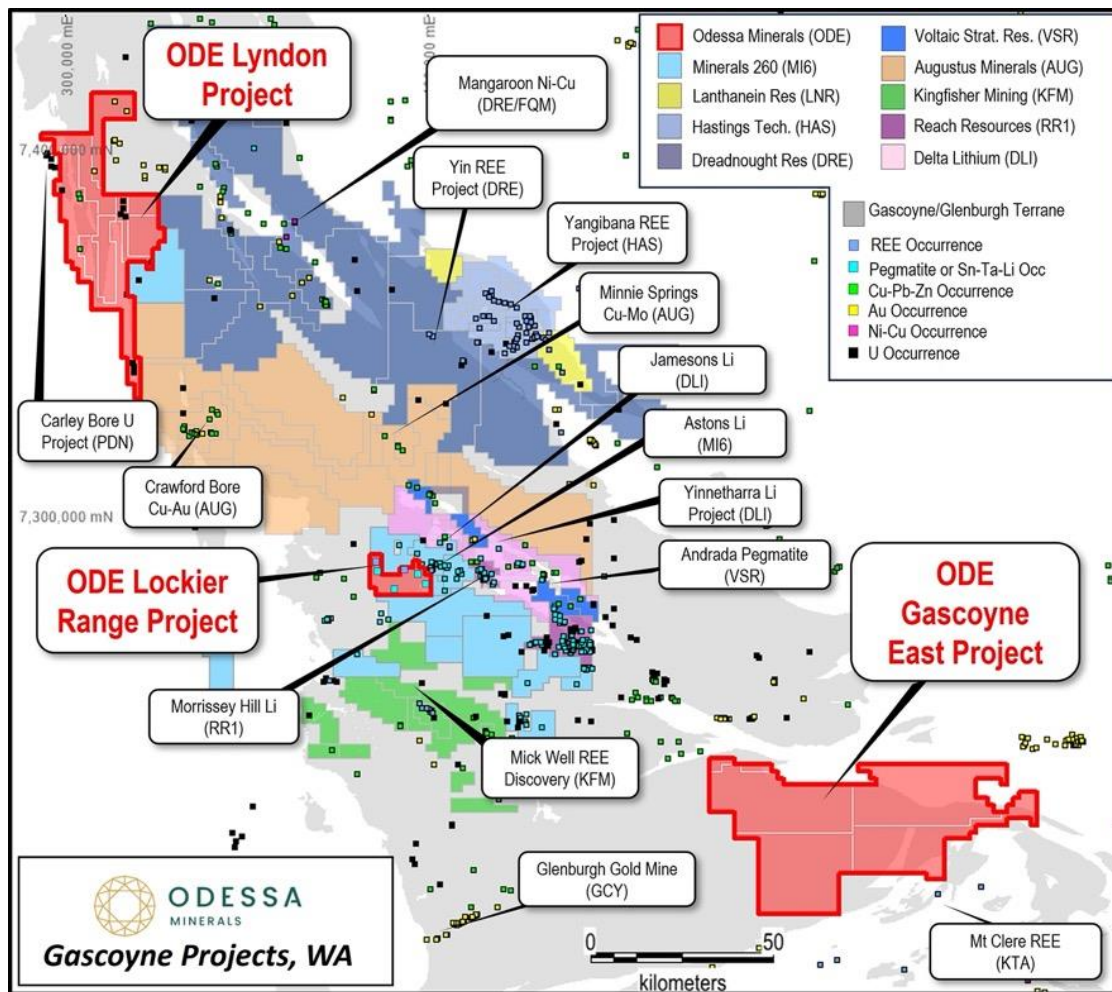 300,000 mE
000 mE
7,400,000 mN
7,300,000 mN
ODE Lyndon
Project
Mangaroon Ni-Cu
(DRE/FQM)
Yin REE
Project (DRE)
Yangibana REE
Project (HAS)
Minnie Springs
Cu-Mo (AUG)
Jamesons Li
(DLI)
Astons Li
(MI6)
Yinnetharra Li
Project (DLI)
Andrada Pegmatite
(VSR)
Carley Bore U
Project (PDN)
Crawford Bore
Cu-Au (AUG)
ODE Lockier
Range Project
ODE
Gascoyne
East Project
Morrissey Hill Li
(RR1)
Mick Well REE
Discovery (KFM)
Glenburgh Gold Mine
(GCY)
Mt Clere REE
(KTA)
Odessa Minerals (ODE)
Minerals 260 (MI6)
Lanthanein Res (LNR)
Hastings Tech. (HAS)
Dreadnought Res (DRE)
Voltaic Strat. Res. (VSR)
Augustus Minerals (AUG)
Kingfisher Mining (KFM)
Reach Resources (RR1)
Delta Lithium (DLI)
Gascoyne/Glenburgh Terrane
REE Occurrence
Pegmatite or Sn-Ta-Li Occ
Cu-Pb-Zn Occurrence
Au Occurrence
Ni-Cu Occurrence
U Occurrence
ODESSA
MINERALS
Gascoyne Projects, WA
0 50
kilometers